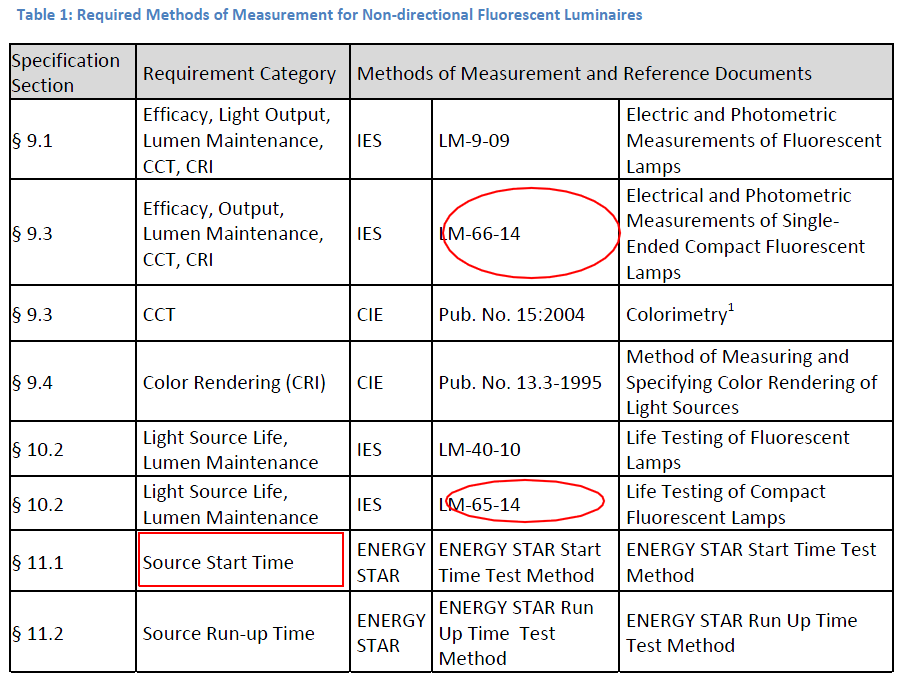 Table 1: Required Methods of Measurement for Non-directional Fluorescent Luminaires
Specification
Section
Requirement Category
Methods of Measurement and Reference Documents
§ 9.1
Efficacy, Light Output,
Lumen Maintenance,
CCT, CRI
IES
LM-9-09
Electric and Photometric
Measurements of Fluorescent
Lamps
§ 9.3
Efficacy, Output,
Lumen Maintenance,
CCT, CRI
IES
LM-66-14
Electrical and Photometric
Measurements of Single-
Ended Compact Fluorescent
Lamps
§ 9.3
CCT
CIE
Pub. No. 15:2004
Colorimetry¹
§ 9.4
Color Rendering (CRI)
CIE
Pub. No. 13.3-1995
Method of Measuring and
Specifying Color Rendering of
Light Sources
§ 10.2
Light Source Life,
Lumen Maintenance
IES
LM-40-10
Life Testing of Fluorescent
Lamps
§ 10.2
Light Source Life,
Lumen Maintenance
IES
LM-65-14
Life Testing of Compact
Fluorescent Lamps
§ 11.1
Source Start Time
ENERGY
STAR
ENERGY STAR Start
Time Test Method
ENERGY STAR Start Time Test
Method
§ 11.2
Source Run-up Time
ENERGY
STAR
ENERGY STAR Run
Up Time Test
Method
ENERGY STAR Run Up Time
Test Method